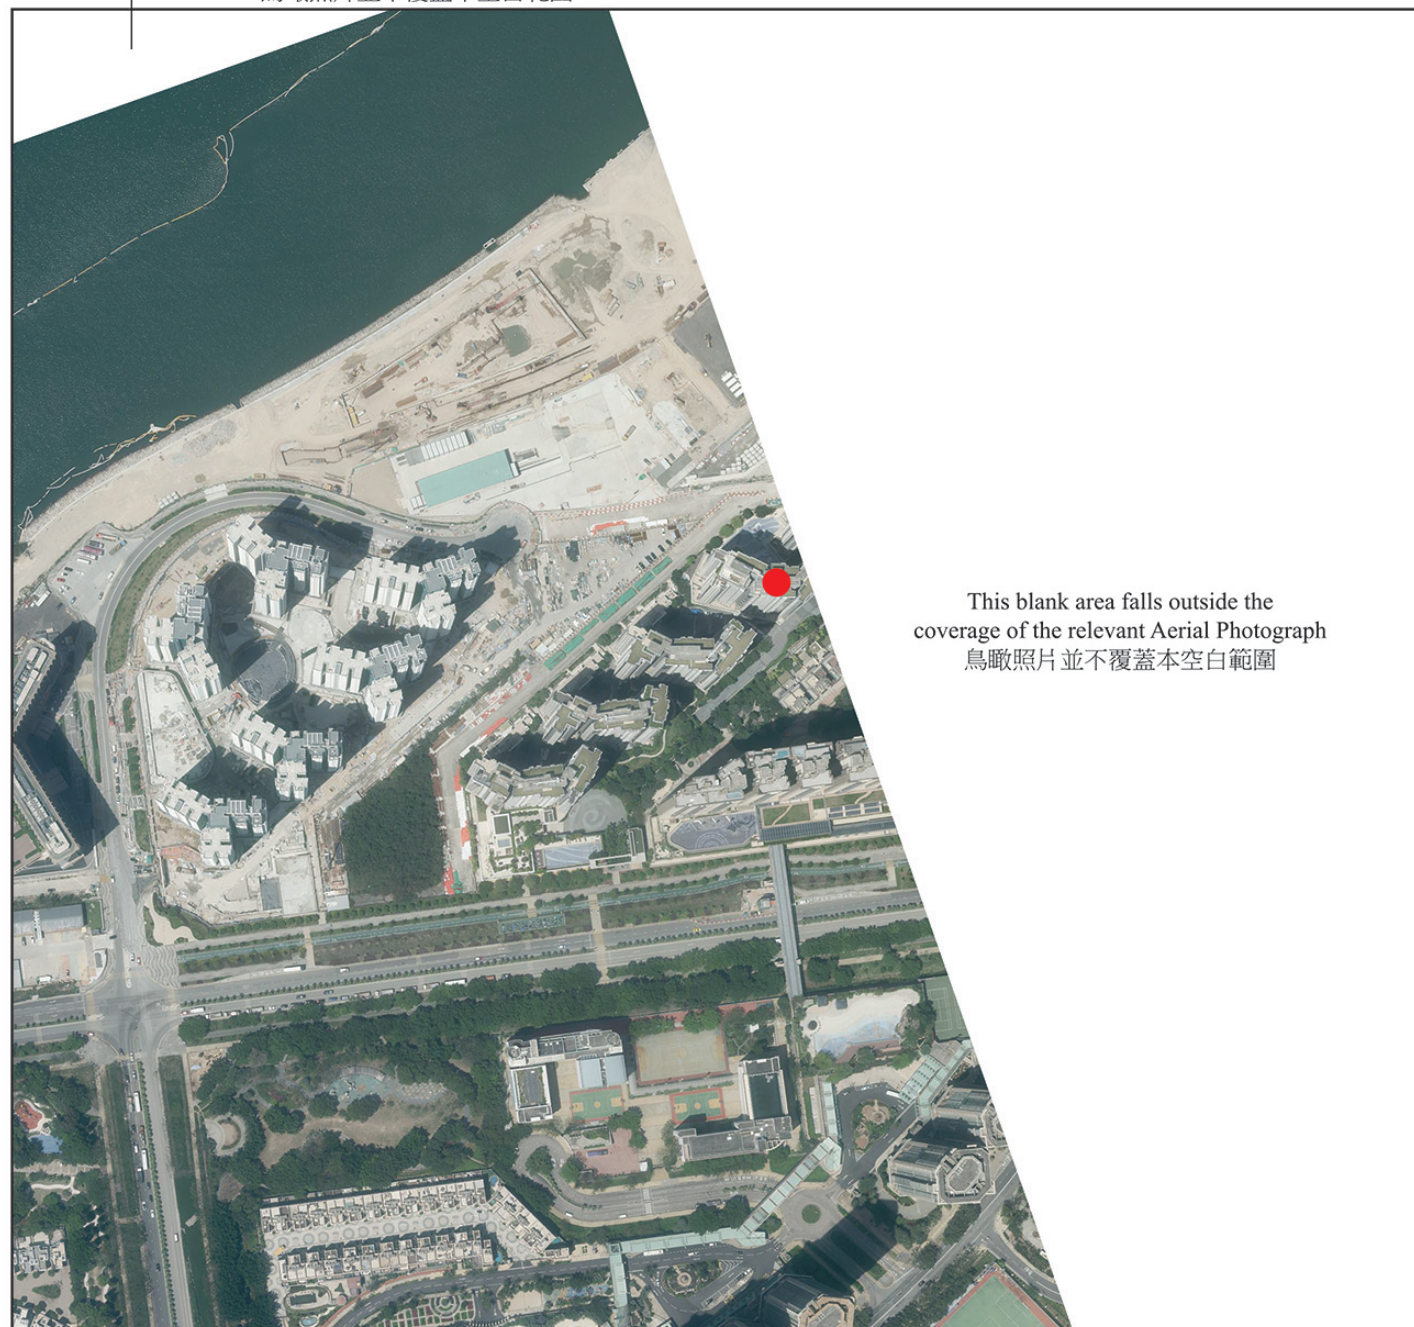 This blank area falls outside the
coverage of the relevant Aerial Photograph
鳥瞰照片並不覆蓋本空白範圍